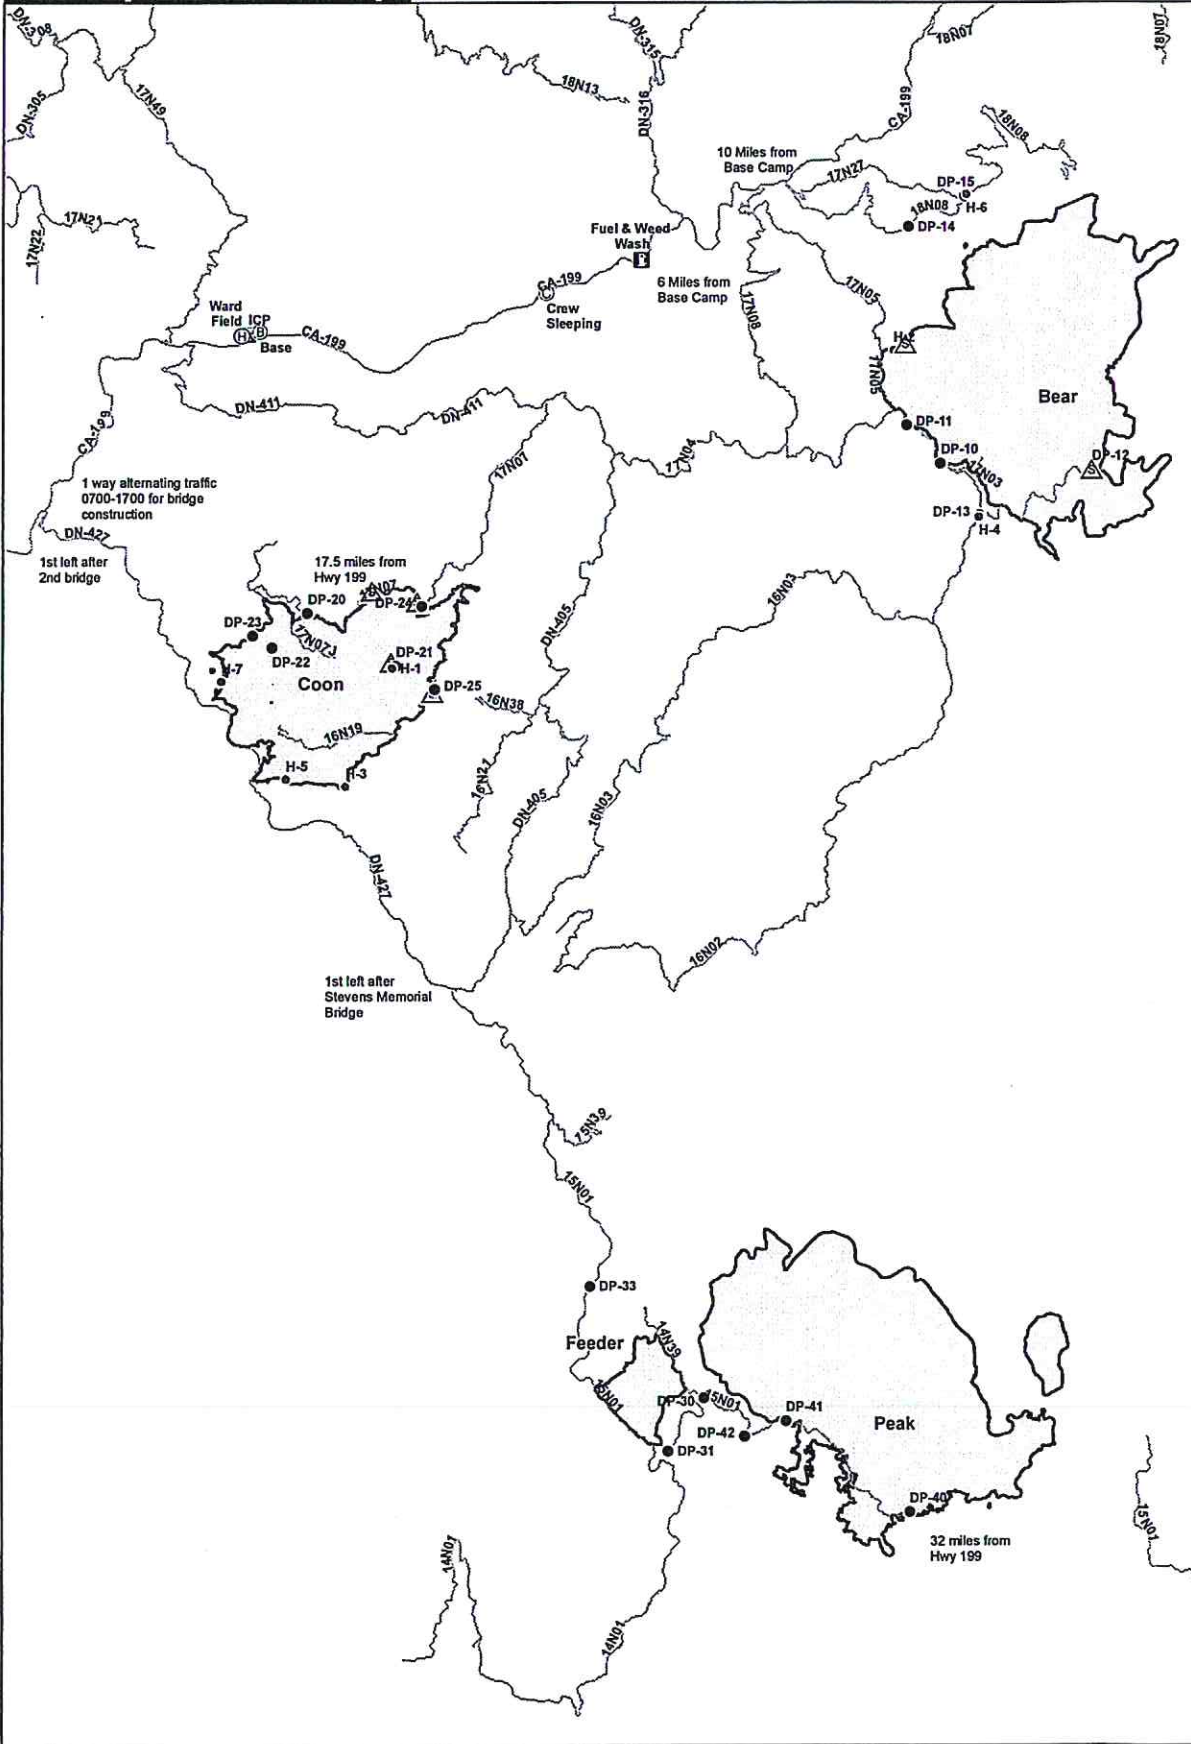 DN-308
DN-305
17N49
18N13
DN-315
DN-316
18N07
18N07
CA-199
18N08
10 Miles from
Base Camp
17N27
DP-15
18N08
H-6
DP-14
17N21
17N22
Fuel & Weed
Wash
6 Miles from
Base Camp
CA-199
Crew
Sleeping
17N05
17N08
Ward
Field ICP
H
B
Base
CA-199
17N05
Bear
DN-411
DN-411
CA-199
DP-11
DP-10
DP-12
17N03
17N04
17N07
1 way alternating traffic
0700-1700 for bridge
construction
DN-427
DP-13
H-4
1st left after
2nd bridge
17.5 miles from
Hwy 199
DP-20
DP-24
16N03
DP-23
17N07J
DN-405
DP-22
DP-21
H-1
H-7
Coon
DP-25
16N38
16N19
H-5
H-3
16N21
DN-405
16N03
DN-427
16N02
1st left after
Stevens Memorial
Bridge
15N39
15N01
DP-33
Feeder
14N39
15N01
DP-30
15N01
DP-41
DP-42
Peak
DP-31
DP-40
32 miles from
Hwy 199
15N01
14N01
14N01